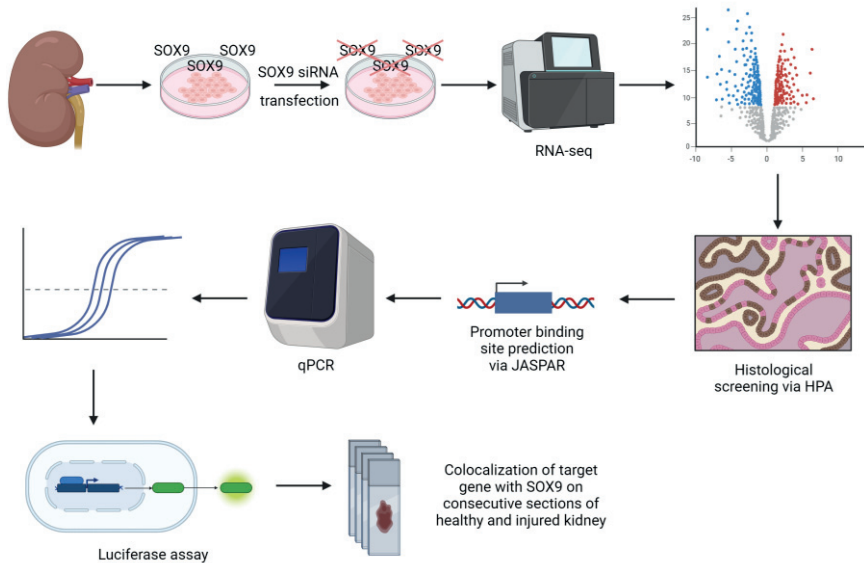 SOX9 SOX9
SOX9
SOX9 siRNA
transfection
SOX9 SOX9
SOX9
RNA-seq
25
20
15
10
5
0
-10 -5 0 5 10
Histological
screening via HPA
Promoter binding
site prediction
via JASPAR
qPCR
Luciferase assay
Colocalization of target
gene with SOX9 on
consecutive sections of
healthy and injured kidney